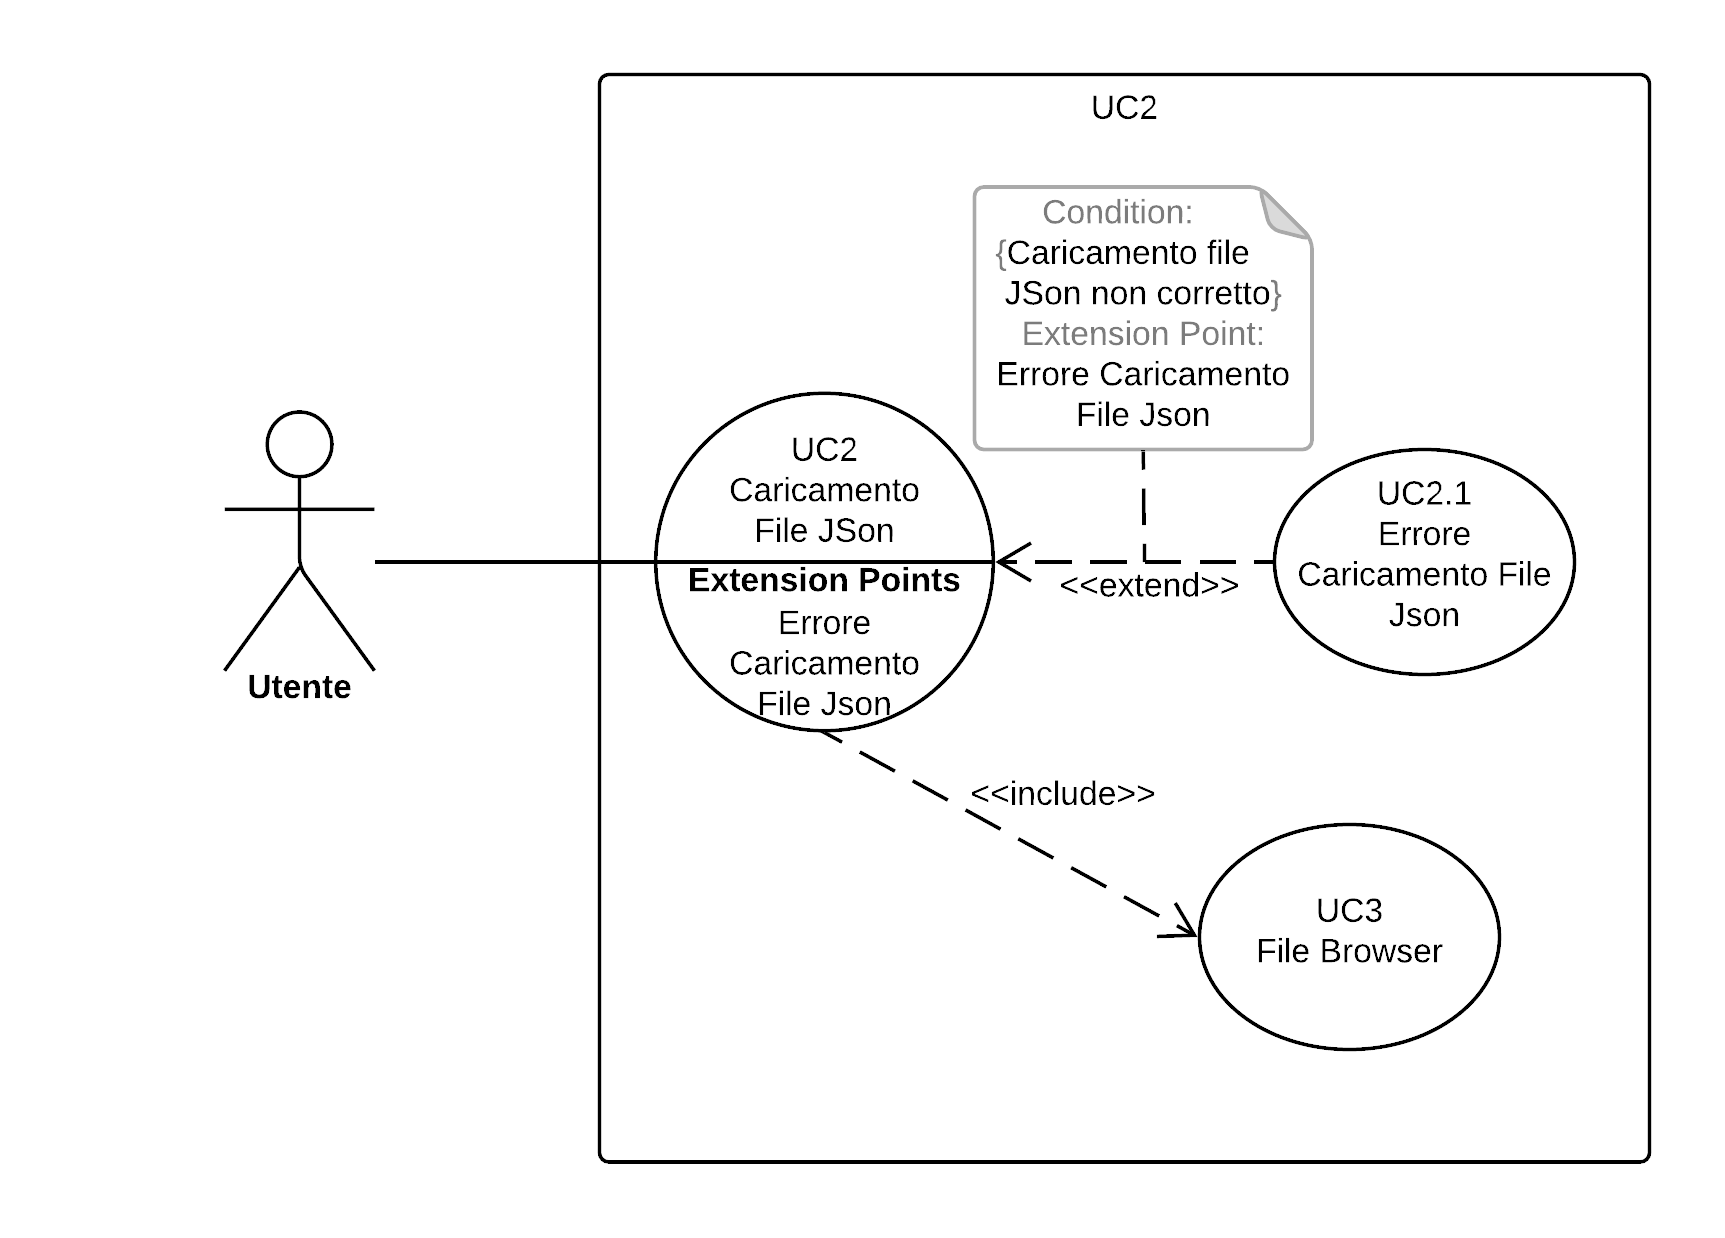 UC2
Condition:
{Caricamento file
JSon non corretto}
Extension Point:
Errore Caricamento
File Json
UC2
Caricamento
File JSon
Extension Points
Errore
Caricamento
File Json
<<extend>>
UC2.1
Errore
Caricamento File
Json
Utente
<<include>>
UC3
File Browser